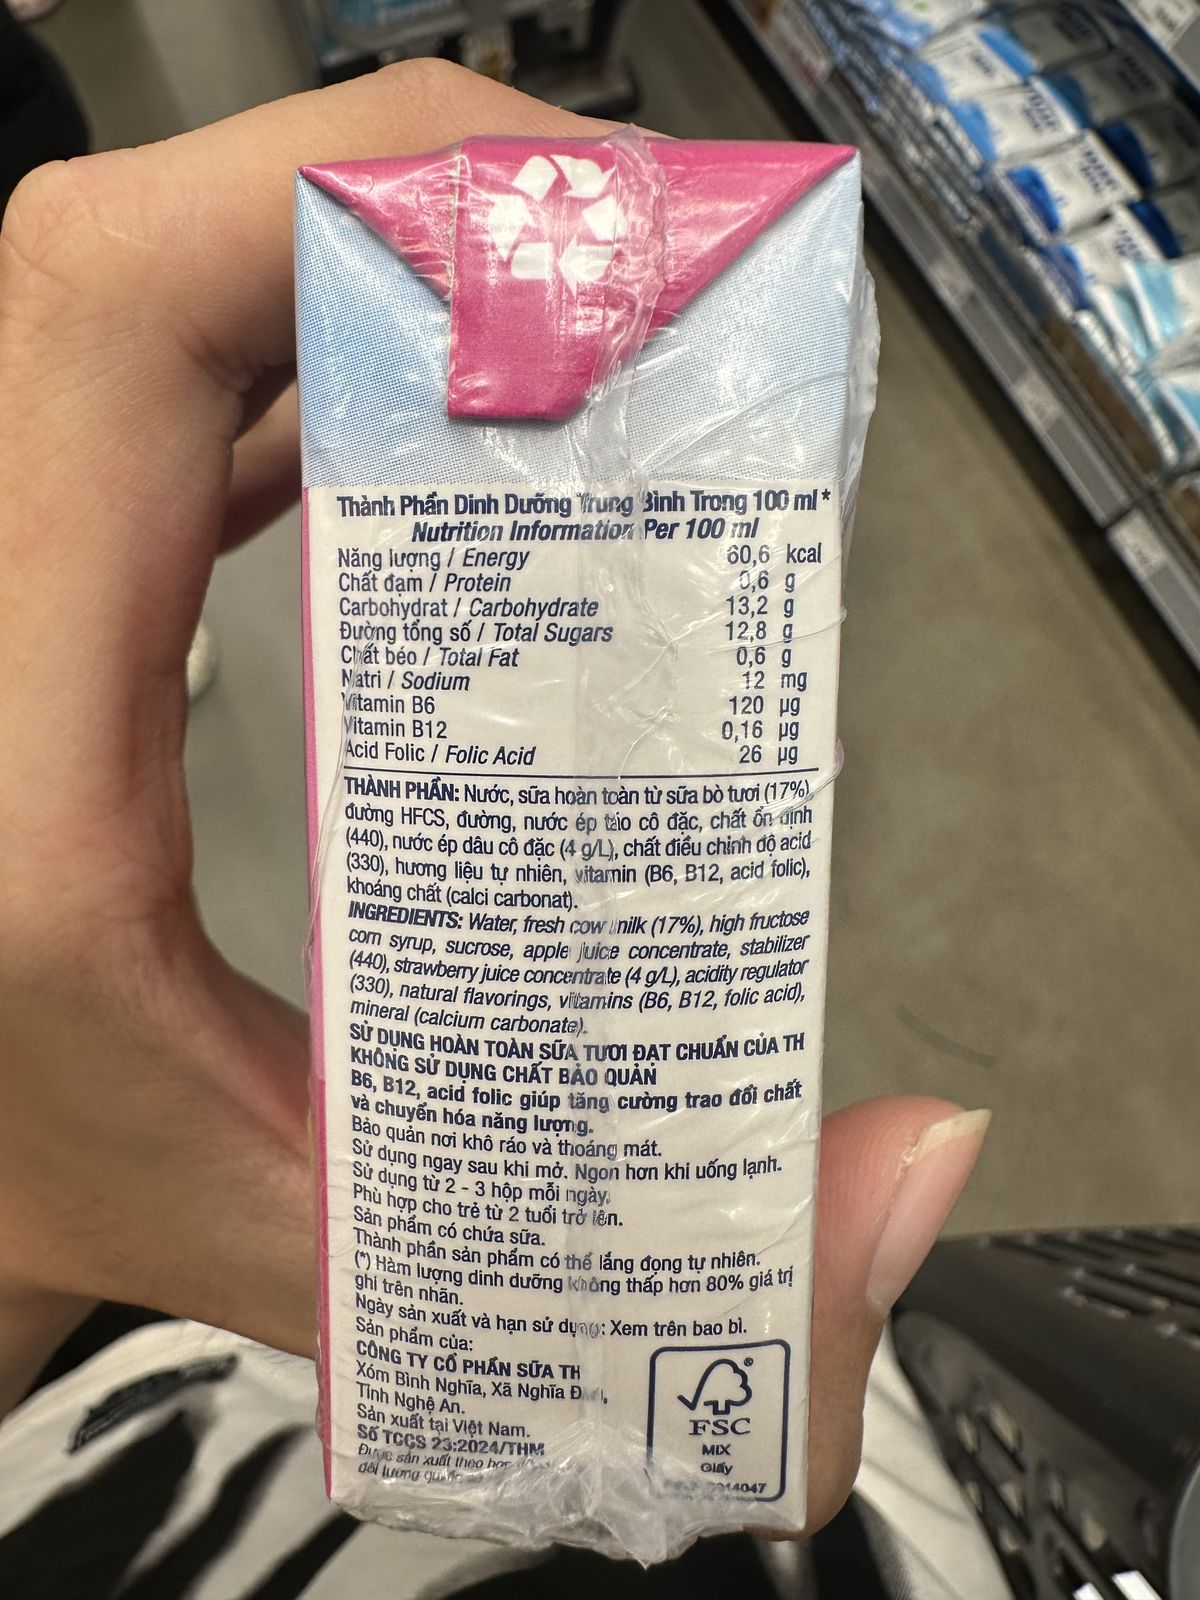 Thành Phần Dinh Dưỡng Trung Bình Trong 100 ml *
Nutrition Information Per 100 ml
Năng lượng / Energy 60,6 kcal
Chất đạm / Protein 0,6 g
Carbohydrat / Carbohydrate 13,2 g
Đường tổng số / Total Sugars 12,8 g
Chất béo / Total Fat 0,6 g
Natri / Sodium 12 mg
Vitamin B6 120 µg
Vitamin B12 0,16 µg
Acid Folic / Folic Acid 26 µg
THÀNH PHẦN: Nước, sữa hoàn toàn từ sữa bò tươi (17%),
đường HFCS, đường, nước ép táo cô đặc, chất ổn định
(440), nước ép dâu cô đặc (4 g/L), chất điều chỉnh độ acid
(330), hương liệu tự nhiên, vitamin (B6, B12, acid folic),
khoáng chất (calci carbonat).
INGREDIENTS: Water, fresh cow milk (17%), high fructose
corn syrup, sucrose, apple juice concentrate, stabilizer
(440), strawberry juice concentrate (4 g/L), acidity regulator
(330), natural flavorings, vitamins (B6, B12, folic acid),
mineral (calcium carbonate).
SỬ DỤNG HOÀN TOÀN SỮA TƯƠI ĐẠT CHUẨN CỦA TH
KHÔNG SỬ DỤNG CHẤT BẢO QUẢN
B6, B12, acid folic giúp tăng cường trao đổi chất
và chuyển hóa năng lượng.
Bảo quản nơi khô ráo và thoáng mát.
Sử dụng ngay sau khi mở. Ngon hơn khi uống lạnh.
Sử dụng từ 2 - 3 hộp mỗi ngày.
Phù hợp cho trẻ từ 2 tuổi trở lên.
Sản phẩm có chứa sữa.
Thành phần sản phẩm có thể lắng đọng tự nhiên.
(*) Hàm lượng dinh dưỡng không thấp hơn 80% giá trị
ghi trên nhãn.
Ngày sản xuất và hạn sử dụng: Xem trên bao bì.
Sản phẩm của:
CÔNG TY CỔ PHẦN SỮA TH
Xóm Bình Nghĩa, Xã Nghĩa
Tỉnh Nghệ An.
Sản xuất tại Việt Nam.
Số TCCS 23:2024/THM
Được sản xuất theo
đối tượng
FSC
MIX
Giấy